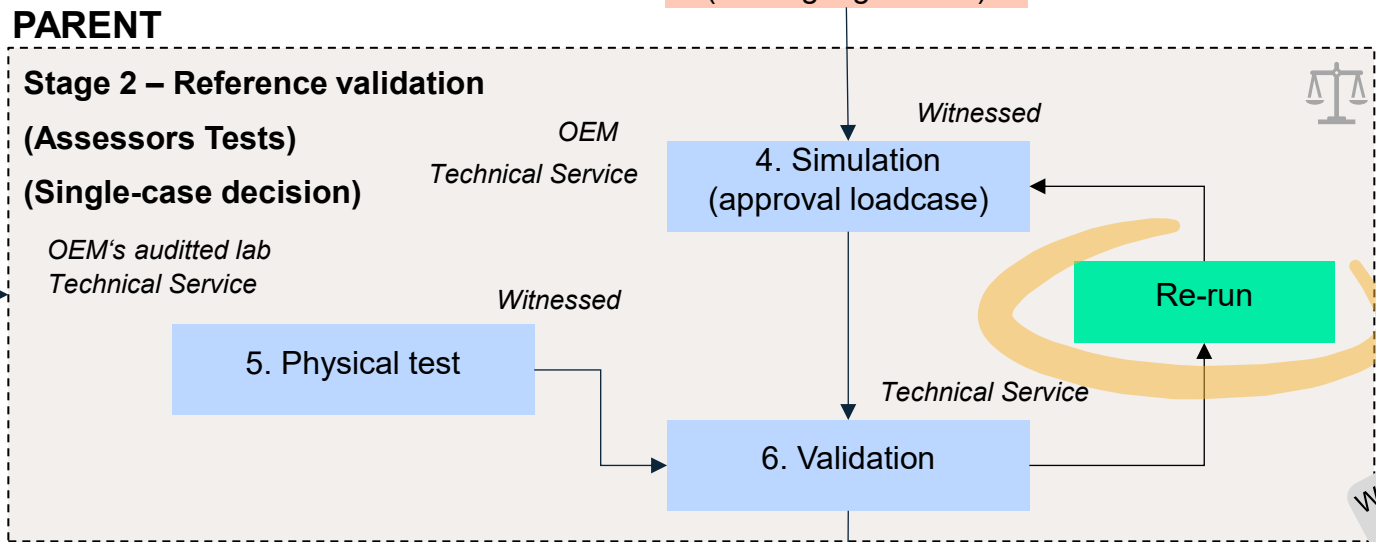 PARENT
Stage 2 – Reference validation
(Assessors Tests)
(Single-case decision)
OEM
Technical Service
Witnessed
4. Simulation
(approval loadcase)
OEM‘s auditted lab
Technical Service
Witnessed
5. Physical test
Re-run
Technical Service
6. Validation